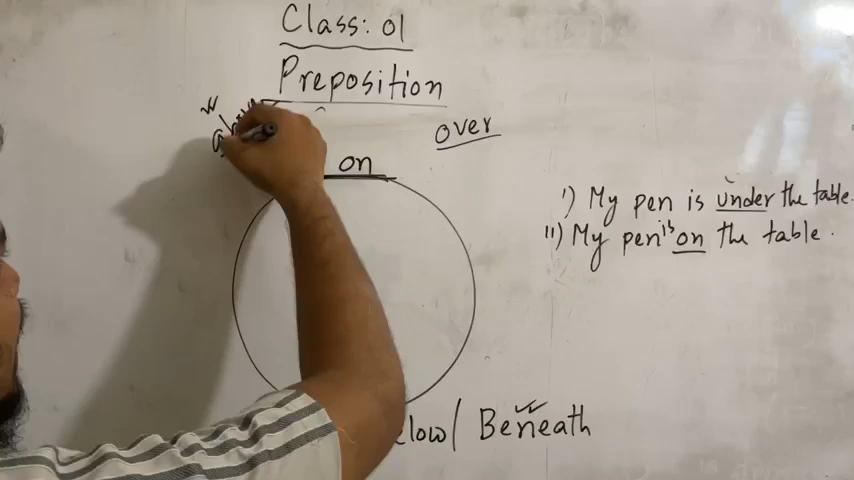 Class: 01
Preposition
over
on
i) My pen is under the table.
ii) My pen is on the table.
/ Beneath